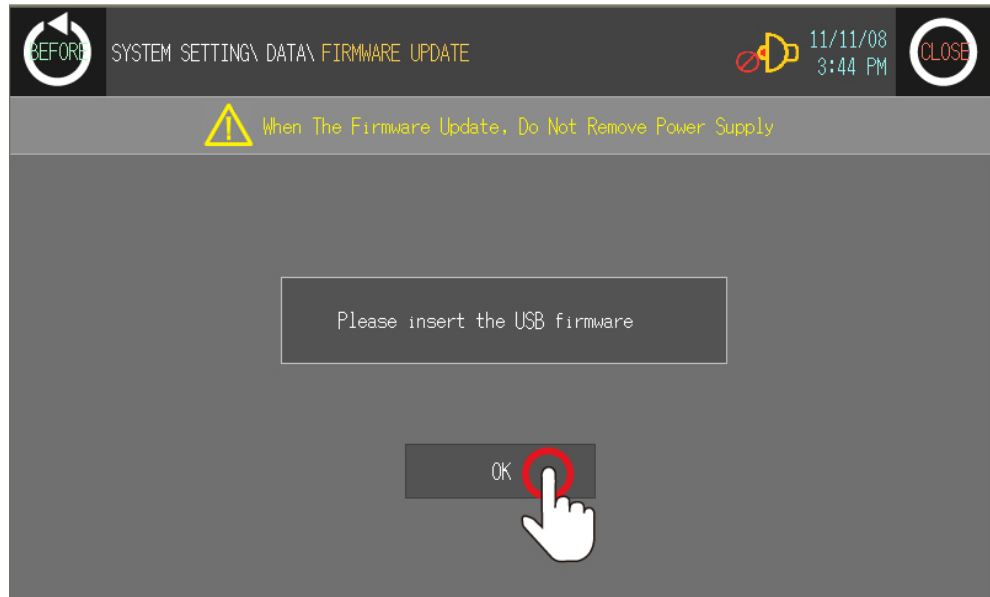 BEFORE
SYSTEM SETTING\ DATA\ FIRMWARE UPDATE
11/11/08
3:44 PM
CLOSE
When The Firmware Update, Do Not Remove Power Supply
Please insert the USB firmware
OK